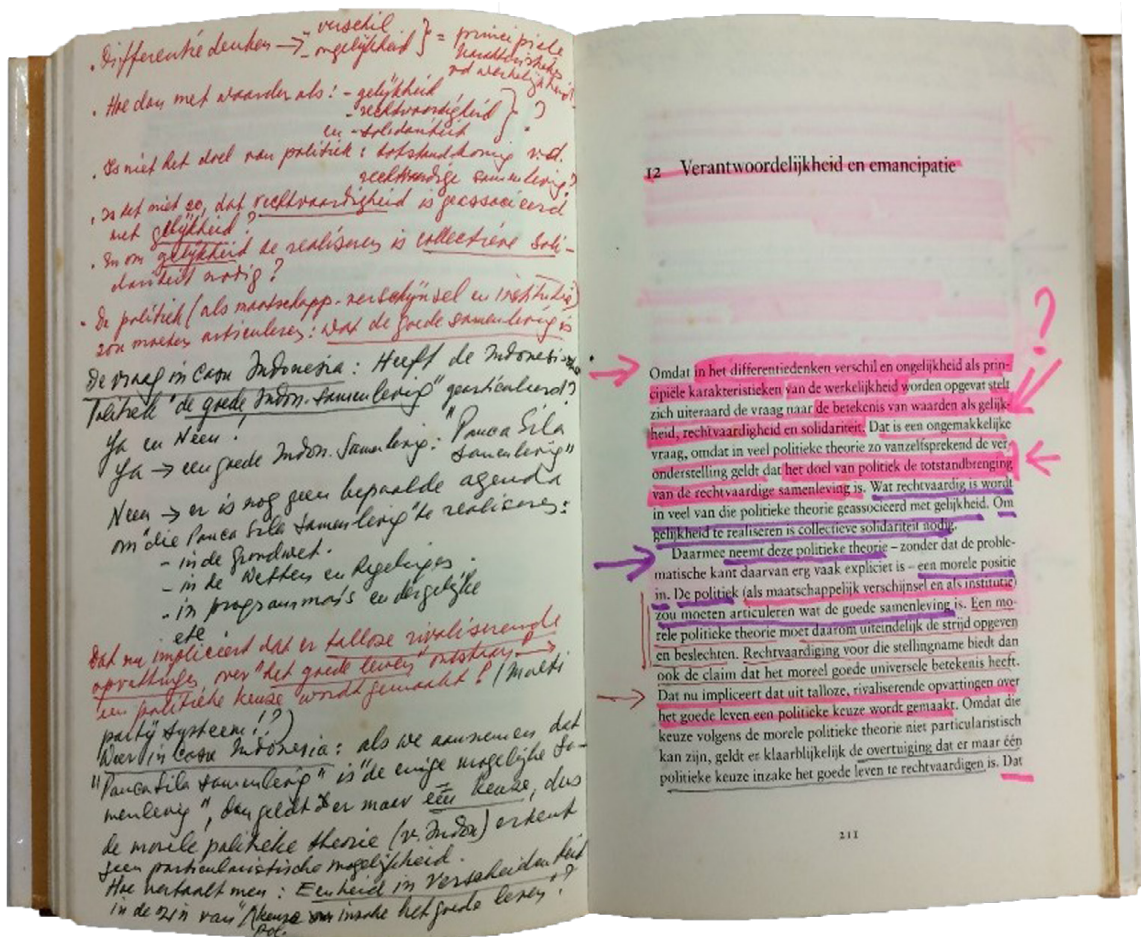 . Differentiedenken → - verschil
- ongelijkheid } = principiele
karakteristieken
vd werkelijkheid.
. Hoe dan met waarden als : - gelijkheid
- rechtvaardigheid } ?
en - solidariteit
. Is niet het doel van politiek : totstandkoming v.d.
rechtvaardige samenleving?
. Is het niet zo, dat rechtvaardigheid is geassocieerd
met gelijkheid?
. En om gelijkheid te realiseren is collectieve soli-
dariteit nodig?
. De politiek (als maatschapp. verschijnsel en institutie)
zou moeten articuleren : wat de goede samenleving is
De vraag in casu Indonesia : Heeft de Indonesische
Politiek "de goede Indon. samenleving" gearticuleerd?
Ja en Neen!
Ja → een goede Indon. Samenleving : "Panca Sila
samenleving"
Neen → er is nog geen bepaalde agenda
om "die Panca Sila samenleving" te realiseren :
- in de grondwet.
- in de Wetten en Regelingen
- in programma's en dergelijke
etc
Dat nu impliceert dat er talloze rivaliserende
opvattingen over "het goede leven" ontstaan →
een politieke keuze wordt gemaakt? (Multi
partij systeem!?)
in casu Indonesia : als we aannemen dat
"Panca Sila samenleving" is "de enige mogelijke sa-
menleving", dan geldt er maar één keuze, dus
de morele politieke theorie (v. Indon) erkent
geen particularistische mogelijkheid.
Hoe vertaalt men : Eenheid in Verscheidenheid
in de zin van "keuze inzake het goede leven"?
Pol.
12 Verantwoordelijkheid en emancipatie
?
Omdat in het differentiedenken verschil en ongelijkheid als prin-
cipiële karakteristieken van de werkelijkheid worden opgevat stelt
zich uiteraard de vraag naar de betekenis van waarden als gelijk-
heid, rechtvaardigheid en solidariteit. Dat is een ongemakkelijke
vraag, omdat in veel politieke theorie zo vanzelfsprekend de ver-
onderstelling geldt dat het doel van politiek de totstandbrenging
van de rechtvaardige samenleving is. Wat rechtvaardig is wordt
in veel van die politieke theorie geassocieerd met gelijkheid. Om
gelijkheid te realiseren is collectieve solidariteit nodig.
Daarmee neemt deze politieke theorie – zonder dat de proble-
matische kant daarvan erg vaak expliciet is – een morele positie
in. De politiek (als maatschappelijk verschijnsel en als institutie)
zou moeten articuleren wat de goede samenleving is. Een mo-
rele politieke theorie moet daarom uiteindelijk de strijd opgeven
en beslechten. Rechtvaardiging voor die stellingname biedt dan
ook de claim dat het moreel goede universele betekenis heeft.
Dat nu impliceert dat uit talloze, rivaliserende opvattingen over
het goede leven een politieke keuze wordt gemaakt. Omdat die
keuze volgens de morele politieke theorie niet particularistisch
kan zijn, geldt er klaarblijkelijk de overtuiging dat er maar één
politieke keuze inzake het goede leven te rechtvaardigen is. Dat
211